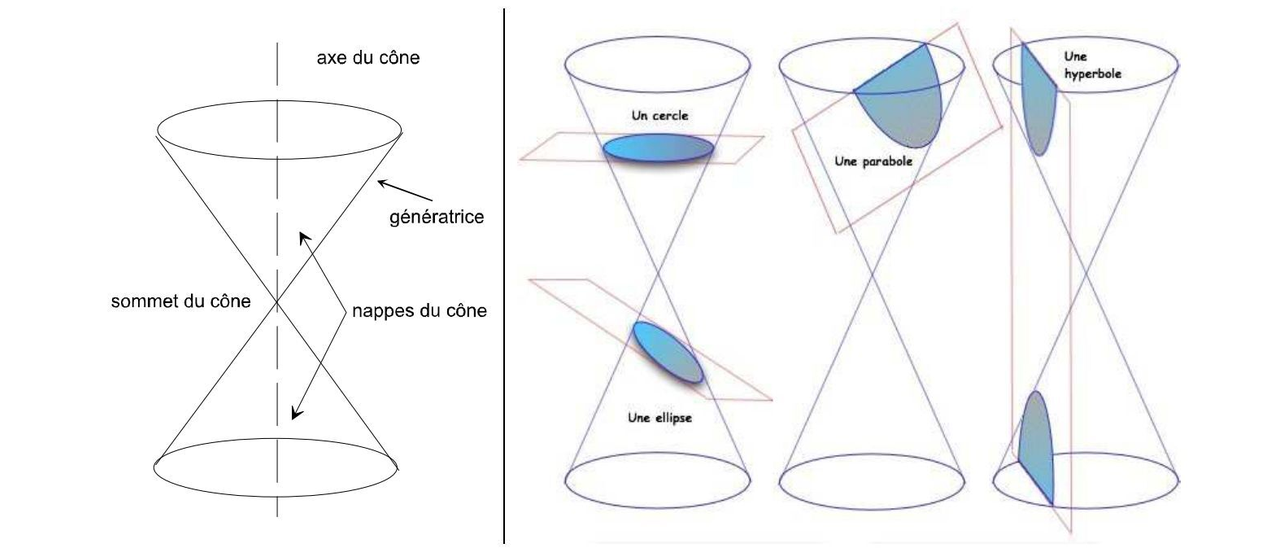 axe du cône
génératrice
sommet du cône
nappes du cône
Un cercle
Une ellipse
Une parabole
Une
hyperbole